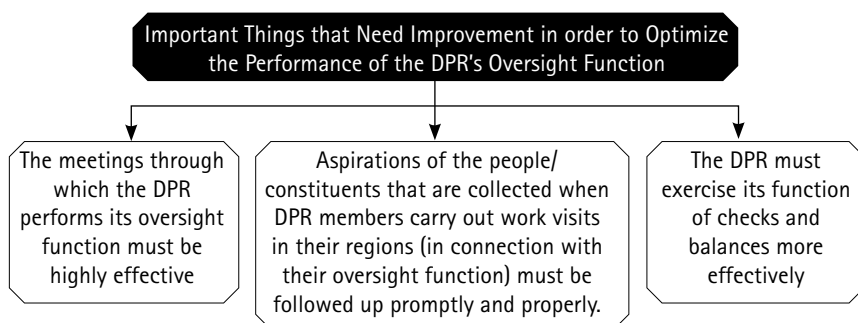 Important Things that Need Improvement in order to Optimize
the Performance of the DPR's Oversight Function
The meetings through
which the DPR
performs its oversight
function must be
highly effective
Aspirations of the people/
constituents that are collected when
DPR members carry out work visits
in their regions (in connection with
their oversight function) must be
followed up promptly and properly.
The DPR must
exercise its function
of checks and
balances more
effectively